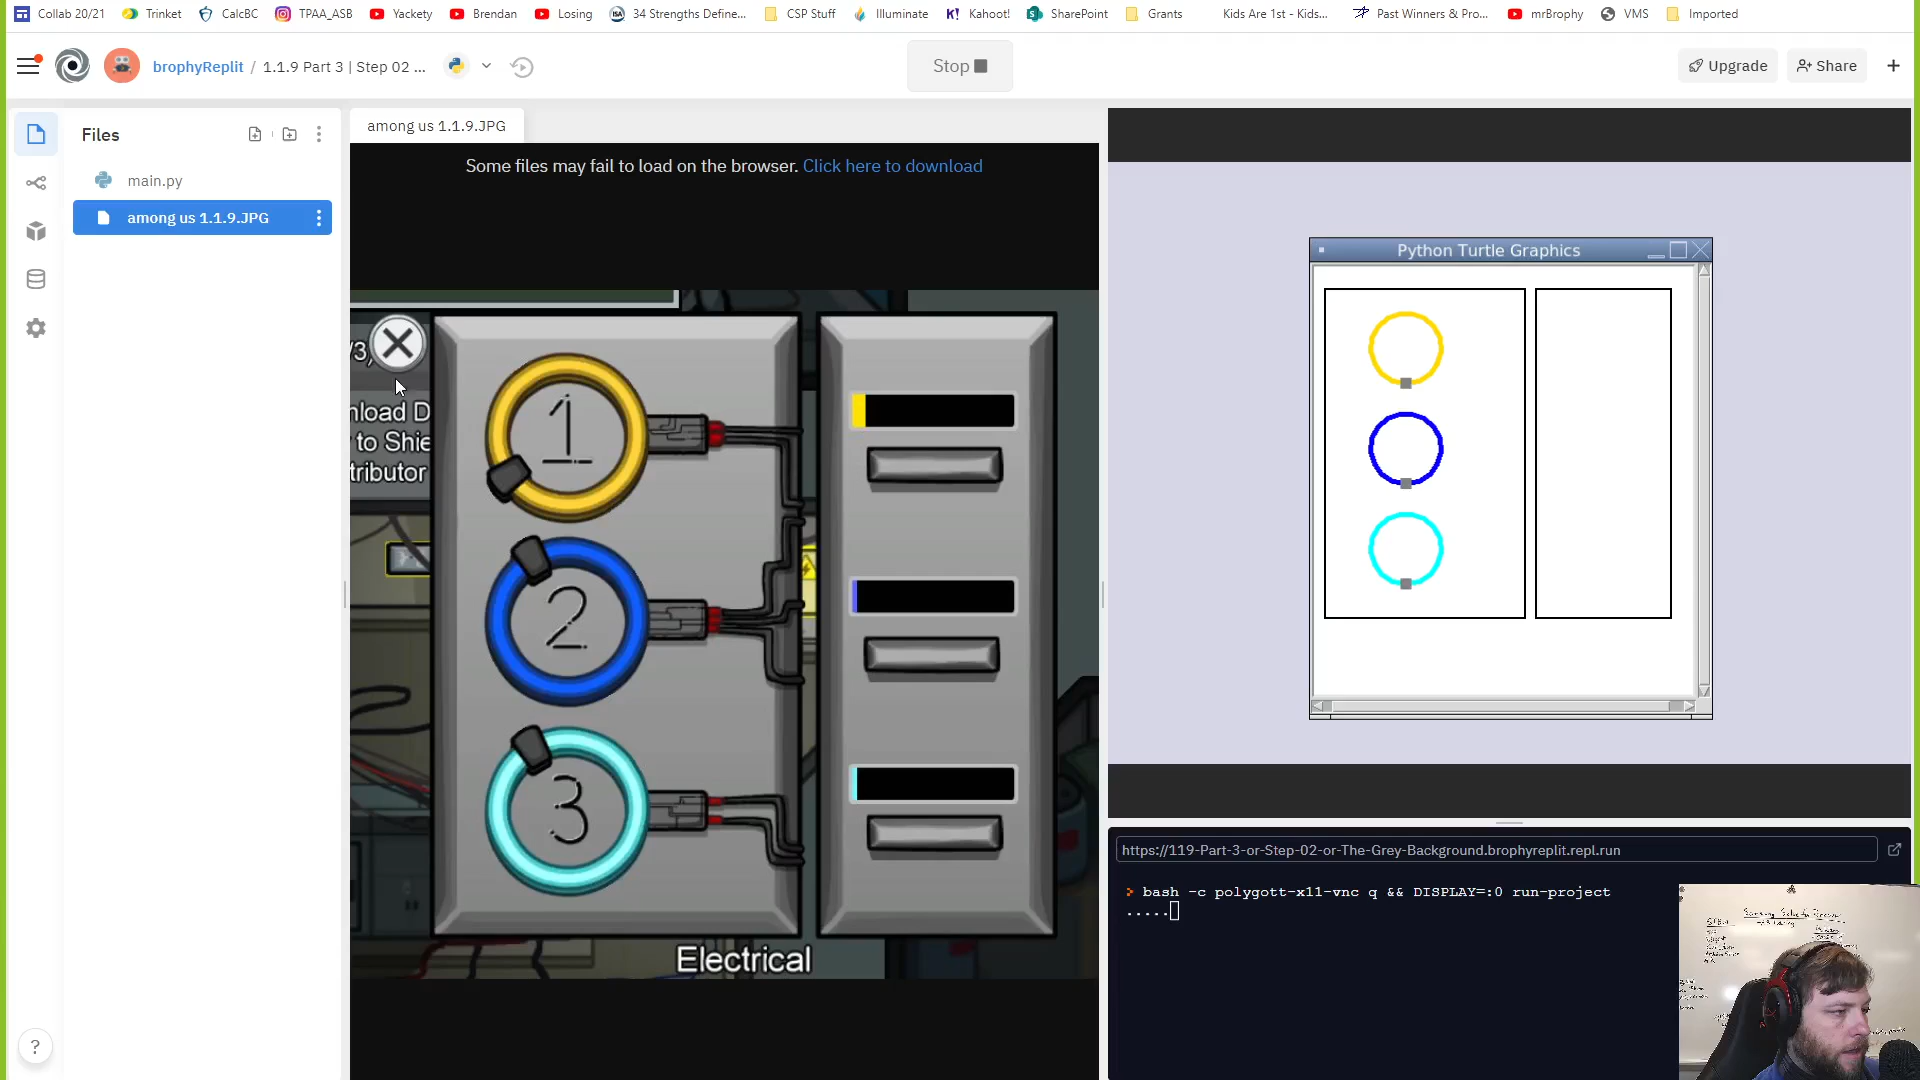 Collab 20/21 Trinket CalcBC TPAA_ASB Yackety Brendan Losing 34 Strengths Define... CSP Stuff Illuminate Kahoot! SharePoint Grants Kids Are 1st - Kids... Past Winners & Pro... mrBrophy VMS Imported
brophyReplit / 1.1.9 Part 3 | Step 02 ...
Stop
Upgrade
Share
Files
main.py
among us 1.1.9.JPG
among us 1.1.9.JPG
Some files may fail to load on the browser. Click here to download
/3,
nload D
to Shie
tributor
1
2
3
Electrical
Python Turtle Graphics
https://119-Part-3-or-Step-02-or-The-Grey-Background.brophyreplit.repl.run
> bash -c polygott-x11-vnc q && DISPLAY=:0 run-project
.....
?